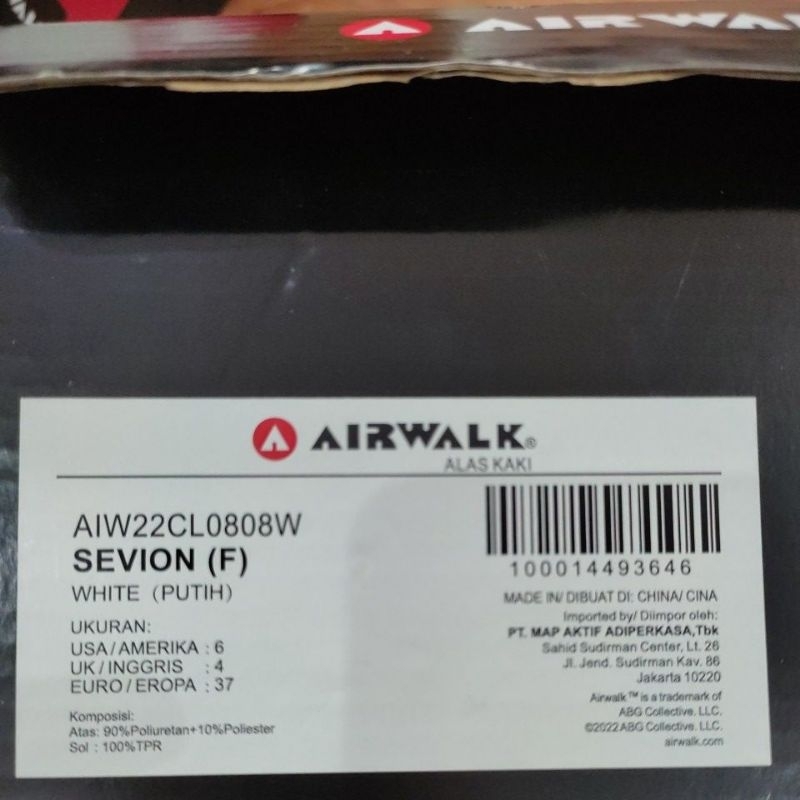 AIRWA
AIRWALK®
ALAS KAKI
AIW22CL0808W
SEVION (F)
WHITE (PUTIH)
UKURAN:
USA/AMERIKA : 6
UK/INGGRIS : 4
EURO/EROPA : 37
Komposisi:
Atas: 90%Poliuretan+10%Poliester
Sol : 100%TPR
100014493646
MADE IN/ DIBUAT DI: CHINA/ CINA
Imported by/ Diimpor oleh:
PT. MAP AKTIF ADIPERKASA,Tbk
Sahid Sudirman Center, Lt. 26
Jl. Jend. Sudirman Kav. 86
Jakarta 10220
Airwalk™ is a trademark of
ABG Collective. LLC.
©2022 ABG Collective. LLC.
airwalk.com